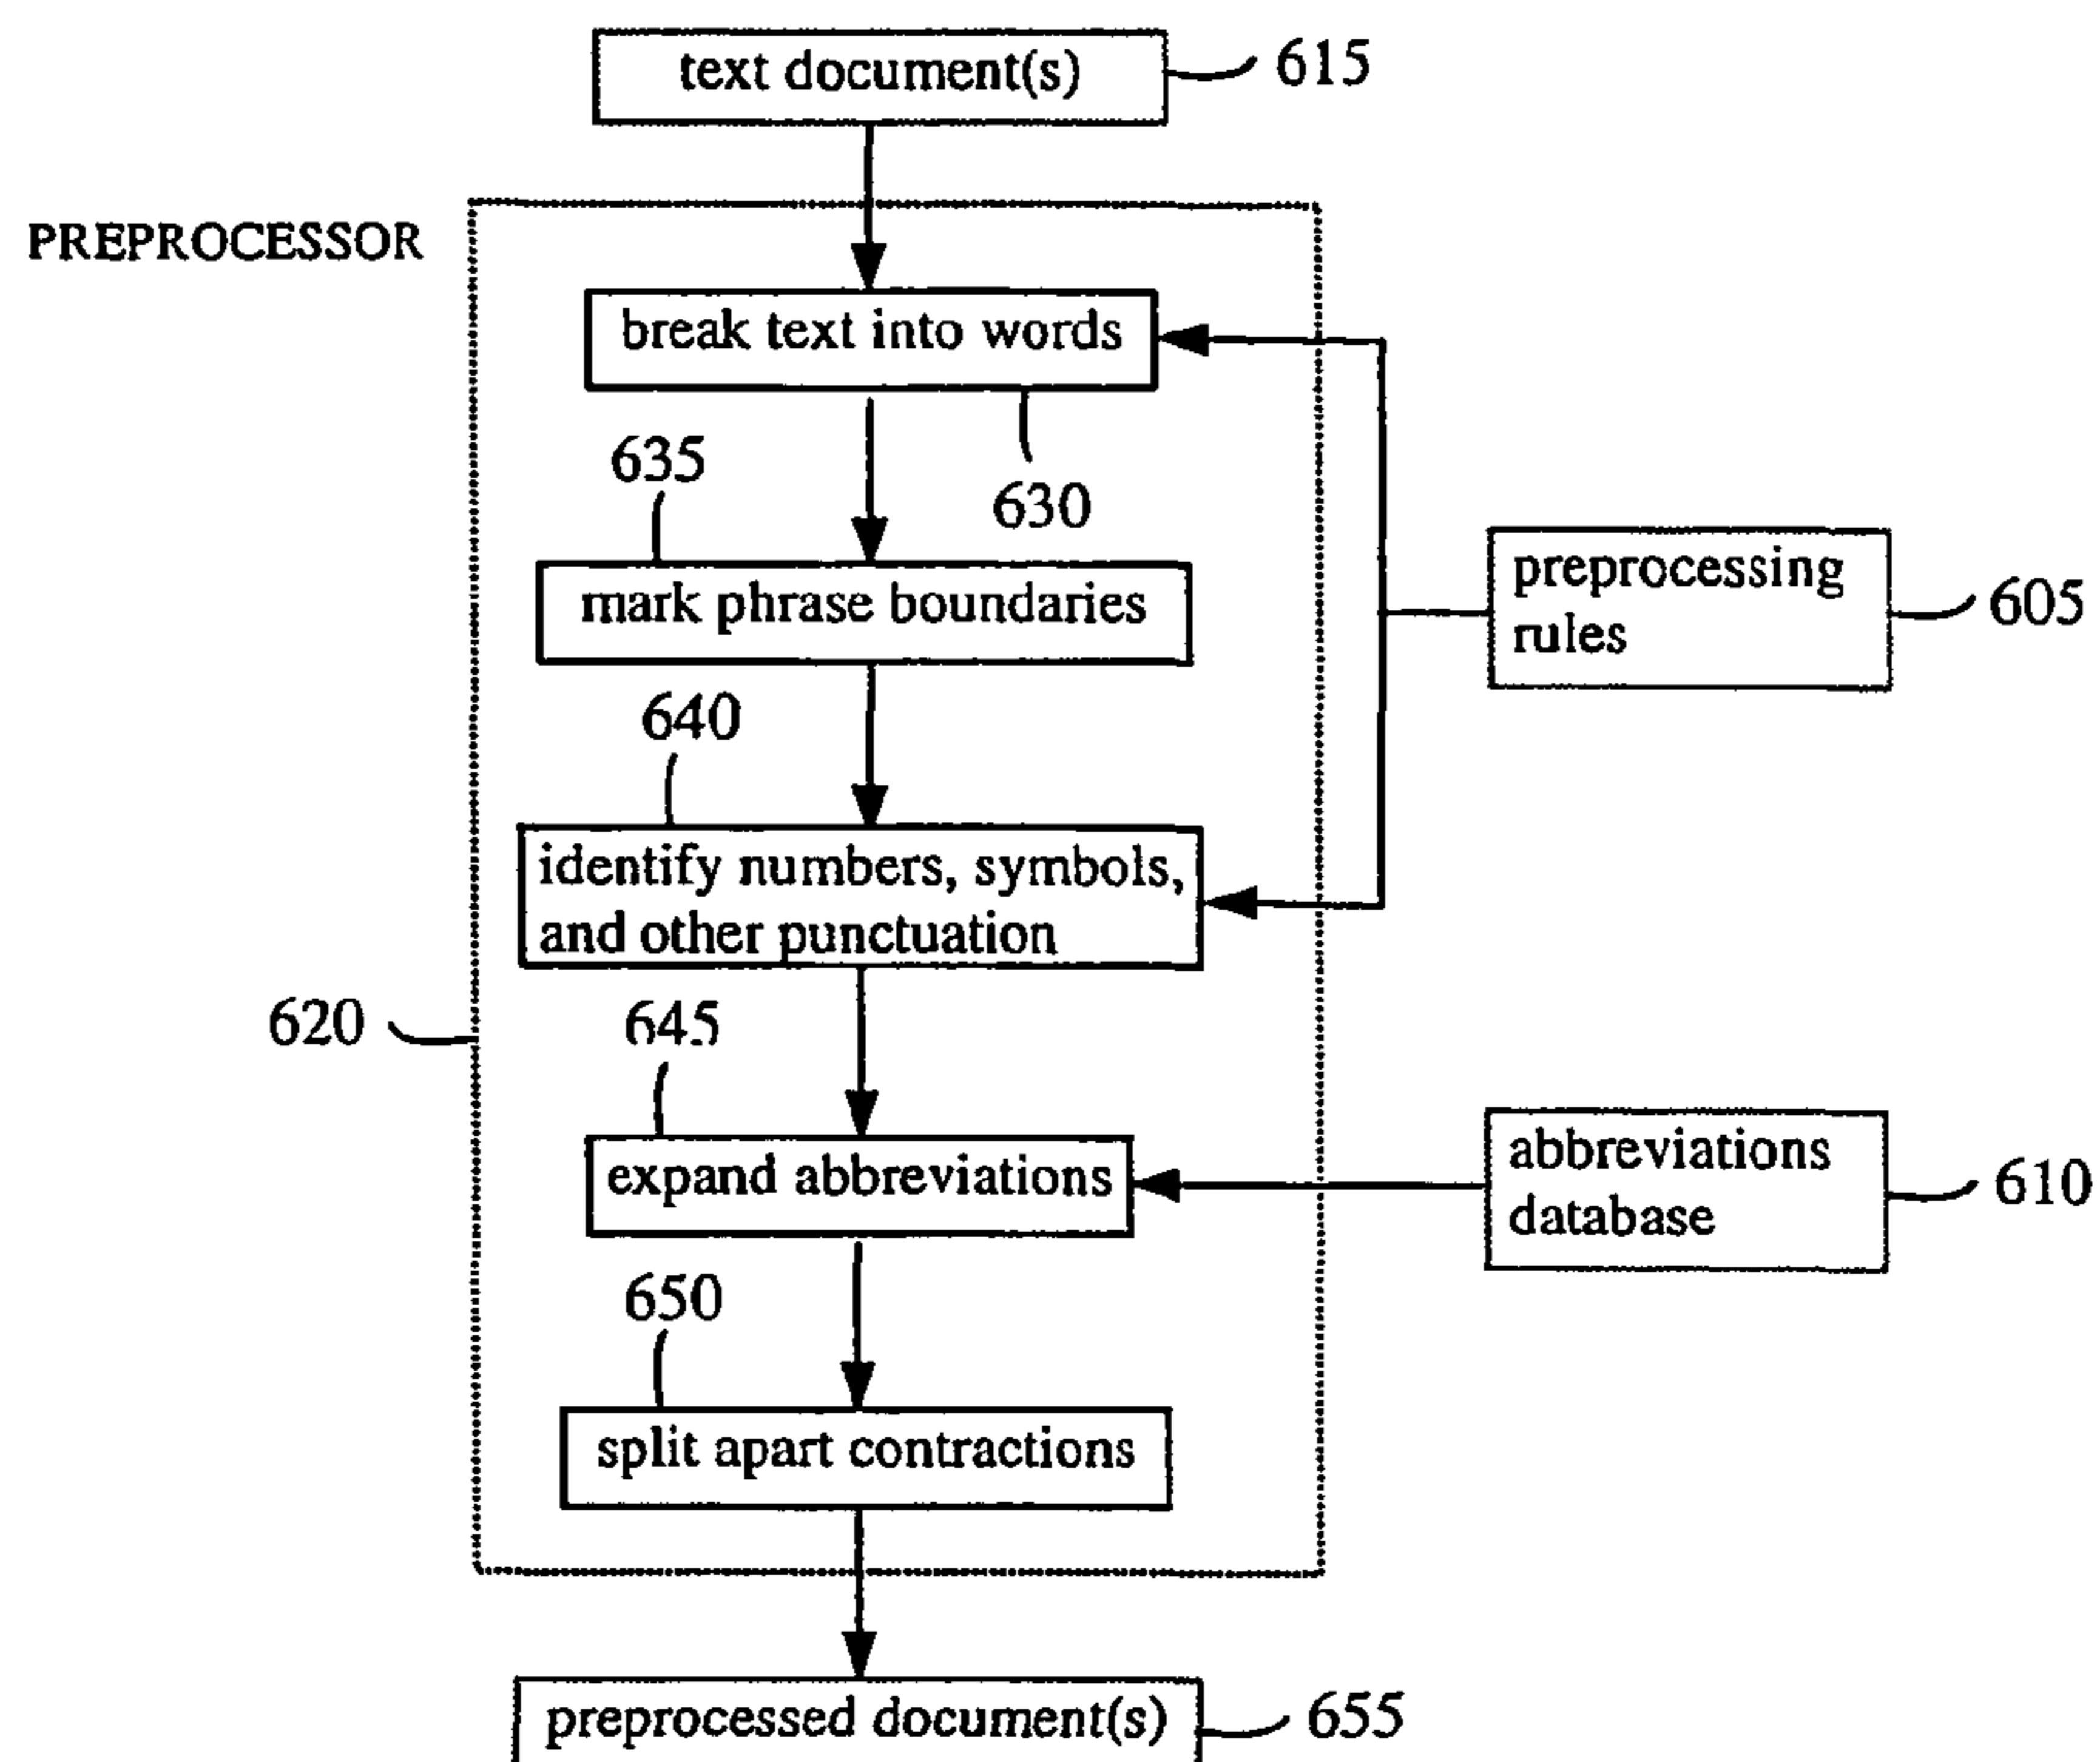 text document(s)
615
PREPROCESSOR
break text into words
635
630
mark phrase boundaries
preprocessing
rules
605
640
identify numbers, symbols,
and other punctuation
620
645
expand abbreviations
abbreviations
database
610
650
split apart contractions
preprocessed document(s)
655